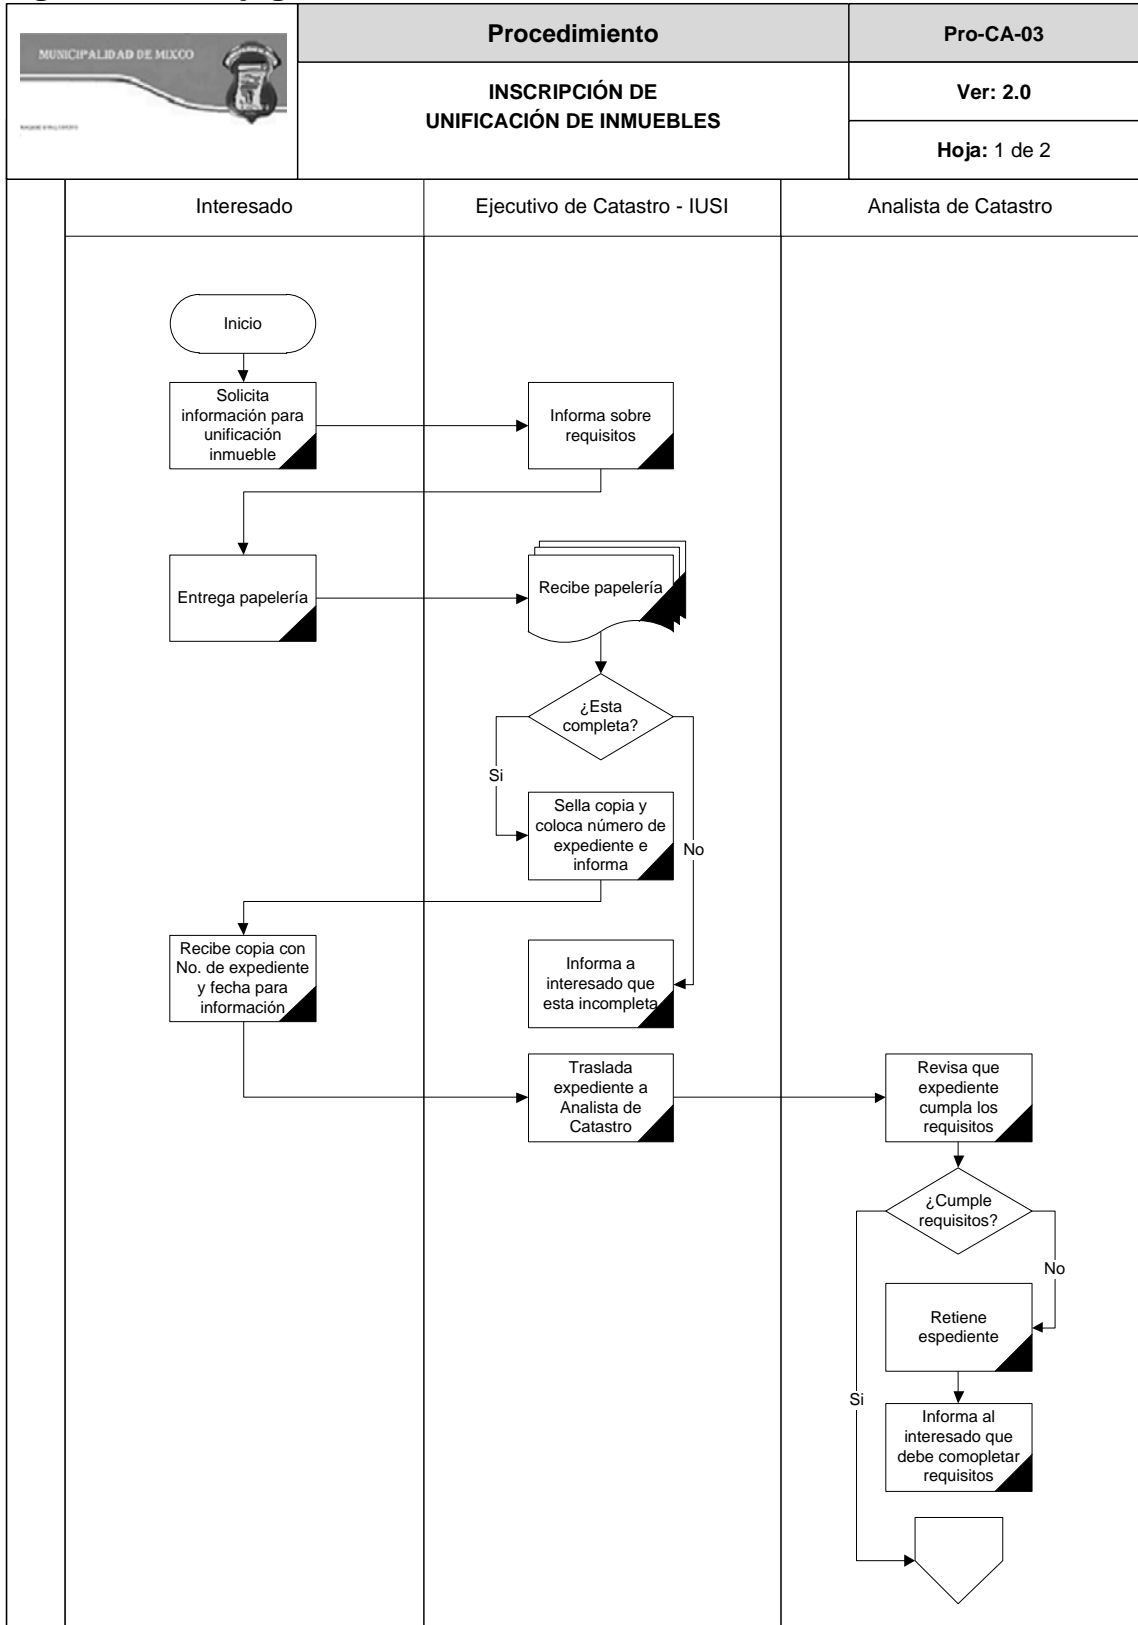 MUNICIPALIDAD DE MIXCO
Procedimiento
Pro-CA-03
INSCRIPCIÓN DE
UNIFICACIÓN DE INMUEBLES
Ver: 2.0
Hoja: 1 de 2
Interesado
Ejecutivo de Catastro - IUSI
Analista de Catastro
Inicio
Solicita
información para
unificación
inmueble
Informa sobre
requisitos
Entrega papelería
Recibe papelería
¿Esta
completa?
Si
Sella copia y
coloca número de
expediente e
informa
No
Recibe copia con
No. de expediente
y fecha para
información
Informa a
interesado que
esta incompleta
Traslada
expediente a
Analista de
Catastro
Revisa que
expediente
cumpla los
requisitos
¿Cumple
requisitos?
No
Retiene
espediente
Si
Informa al
interesado que
debe comopletar
requisitos